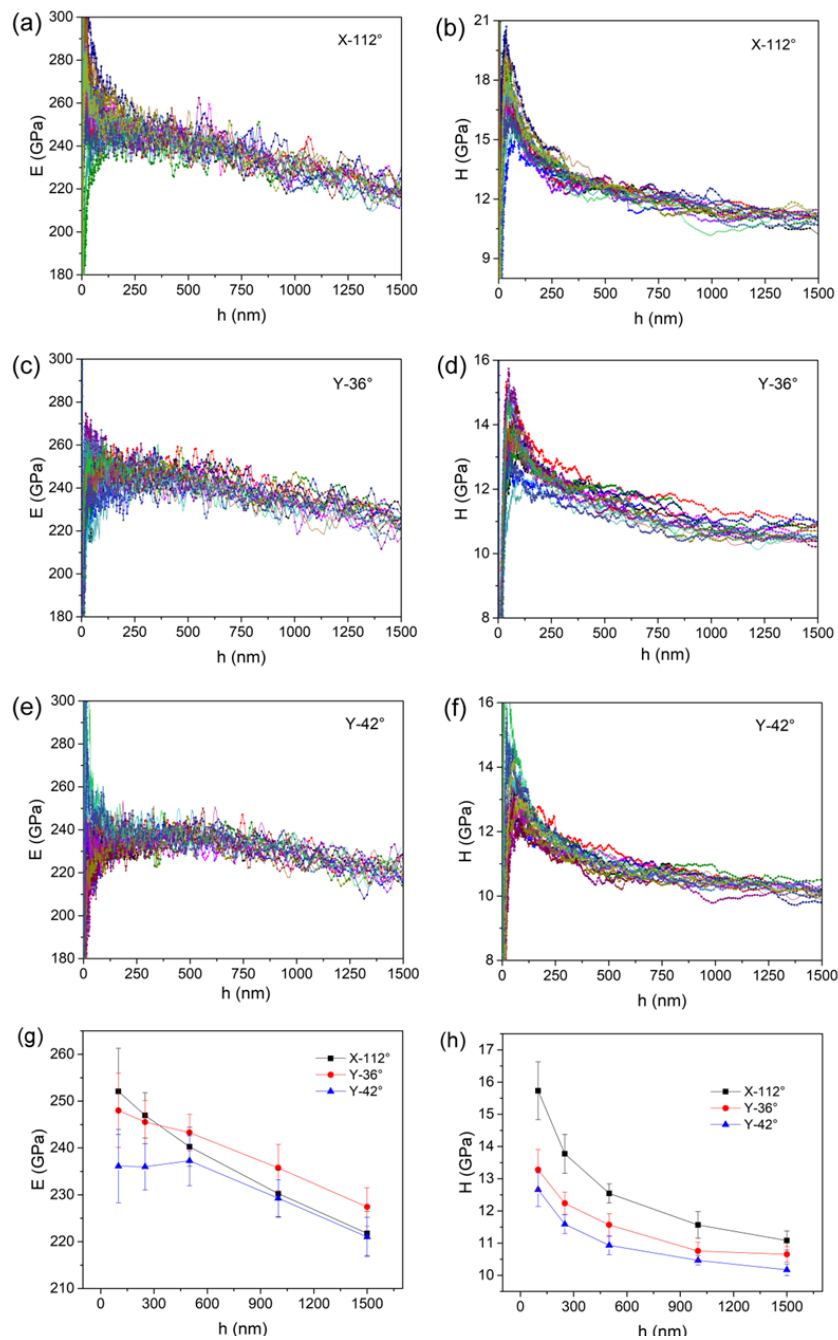 (a)
X-112°
300
280
260
240
220
200
180
E (GPa)
0 250 500 750 1000 1250 1500
h (nm)
(b)
X-112°
21
18
15
12
9
H (GPa)
0 250 500 750 1000 1250 1500
h (nm)
(c)
Y-36°
300
280
260
240
220
200
180
E (GPa)
0 250 500 750 1000 1250 1500
h (nm)
(d)
Y-36°
16
14
12
10
8
H (GPa)
0 250 500 750 1000 1250 1500
h (nm)
(e)
Y-42°
300
280
260
240
220
200
180
E (GPa)
0 250 500 750 1000 1250 1500
h (nm)
(f)
Y-42°
16
14
12
10
8
H (GPa)
0 250 500 750 1000 1250 1500
h (nm)
(g)
X-112°
Y-36°
Y-42°
260
250
240
230
220
210
E (GPa)
0 300 600 900 1200 1500
h (nm)
(h)
X-112°
Y-36°
Y-42°
17
16
15
14
13
12
11
10
H (GPa)
0 300 600 900 1200 1500
h (nm)